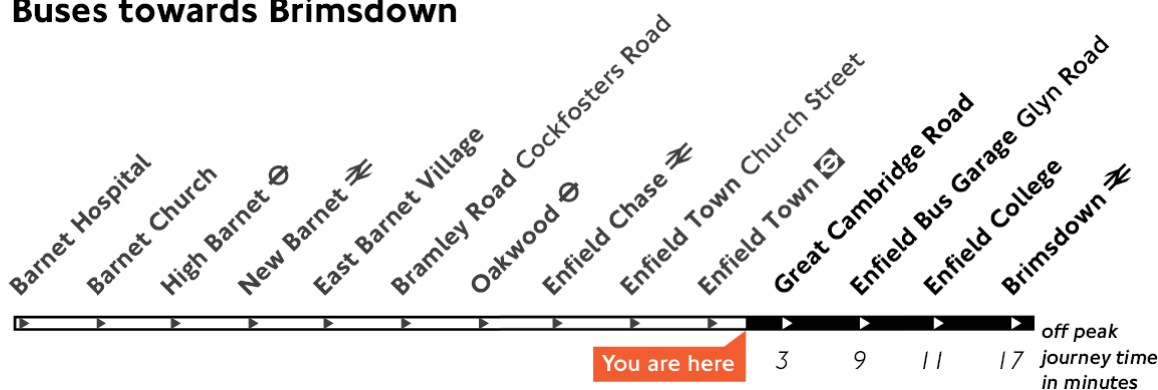 Buses towards Brimsdown
Barnet Hospital
Barnet Church
High Barnet
New Barnet
East Barnet Village
Bramley Road Cockfosters Road
Oakwood
Enfield Chase
Enfield Town Church Street
Enfield Town
Great Cambridge Road
Enfield Bus Garage Glyn Road
Enfield College
Brimsdown
You are here
3 9 11 17
off peak
journey time
in minutes